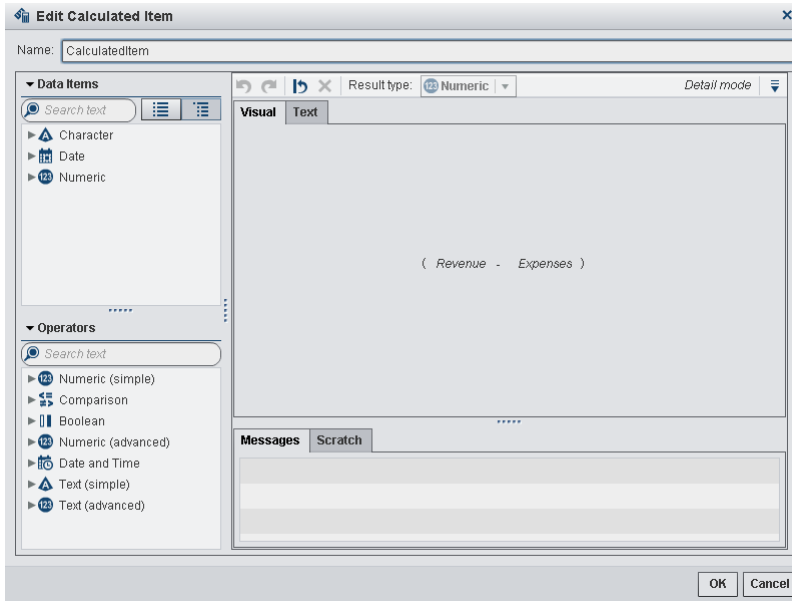 Edit Calculated Item
Name: CalculatedItem
Data Items
Search text
Character
Date
Numeric
Operators
Search text
Numeric (simple)
Comparison
Boolean
Numeric (advanced)
Date and Time
Text (simple)
Text (advanced)
Result type: 123 Numeric Detail mode
Visual Text
( Revenue - Expenses )
Messages Scratch
OK Cancel